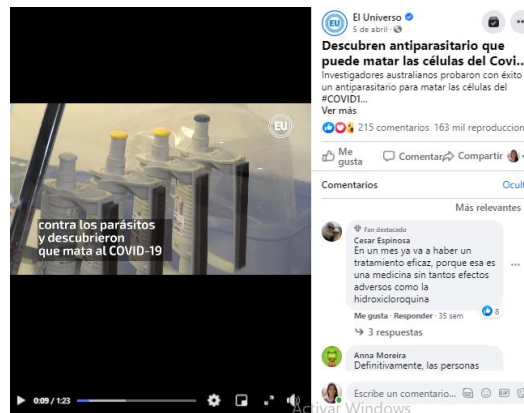 EU
contra los parásitos
y descubrieron
que mata al COVID-19
0:09 / 1:23
EU
El Universo
5 de abril ·
Descubren antiparasitario que
puede matar las células del Covi...
Investigadores australianos probaron con éxito
un antiparasitario para matar las células del
#COVID1...
Ver más
215 comentarios 163 mil reproduccion
Me gusta
Comentar
Compartir
Comentarios
Ocult
Más relevantes
Fan destacado
Cesar Espinosa
En un mes ya va a haber un
tratamiento eficaz, porque esa es
una medicina sin tantos efectos
adversos como la
hidroxicloroquina
8
Me gusta · Responder · 35 sem
3 respuestas
Anna Moreira
Definitivamente, las personas
Escribe un comentario...
Activar Windows